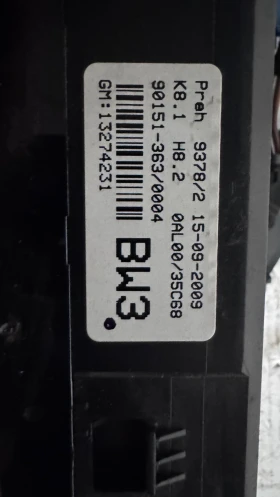 Preh 9378/2 15-09-2009
K8.1 H8.2 0AL00/35C68
90151-363/0004
GM:13274231
BW3